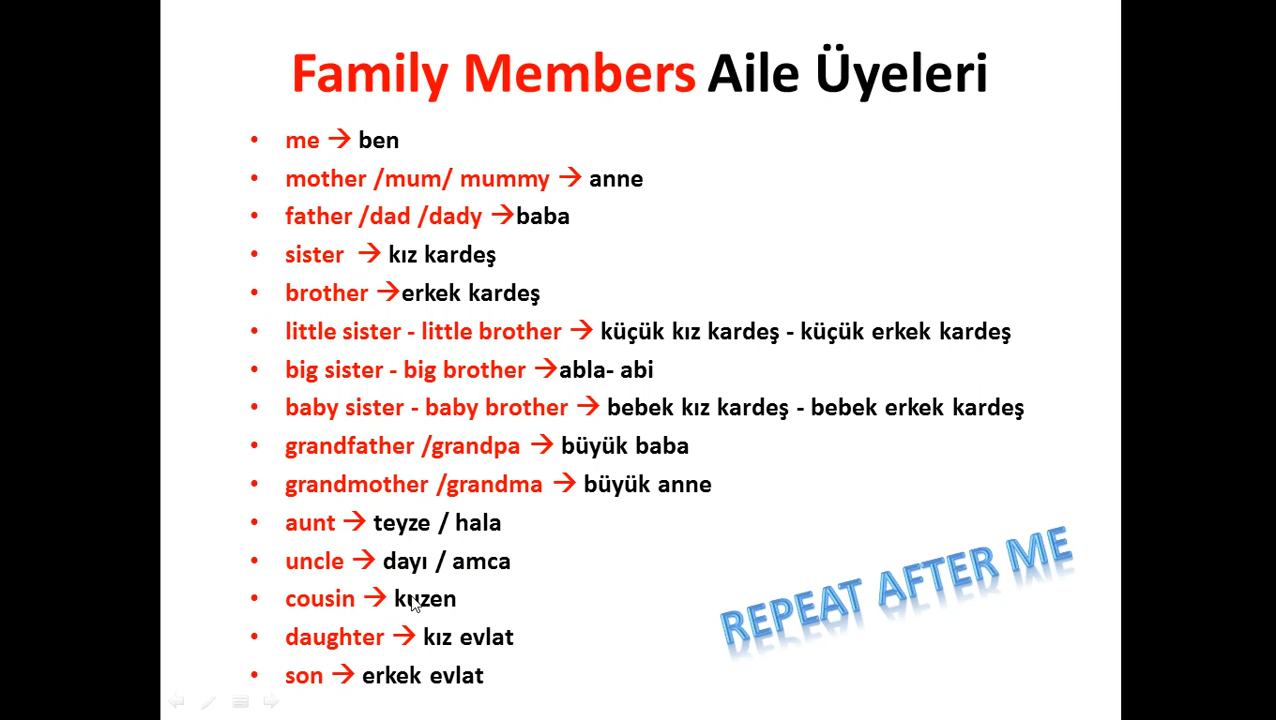 Family Members Aile Üyeleri
• me → ben
• mother /mum/ mummy → anne
• father /dad /dady →baba
• sister → kız kardeş
• brother →erkek kardeş
• little sister - little brother → küçük kız kardeş - küçük erkek kardeş
• big sister - big brother →abla- abi
• baby sister - baby brother → bebek kız kardeş - bebek erkek kardeş
• grandfather /grandpa → büyük baba
• grandmother /grandma → büyük anne
• aunt → teyze / hala
• uncle → dayı / amca
• cousin → kuzen
• daughter → kız evlat
• son → erkek evlat
REPEAT AFTER ME